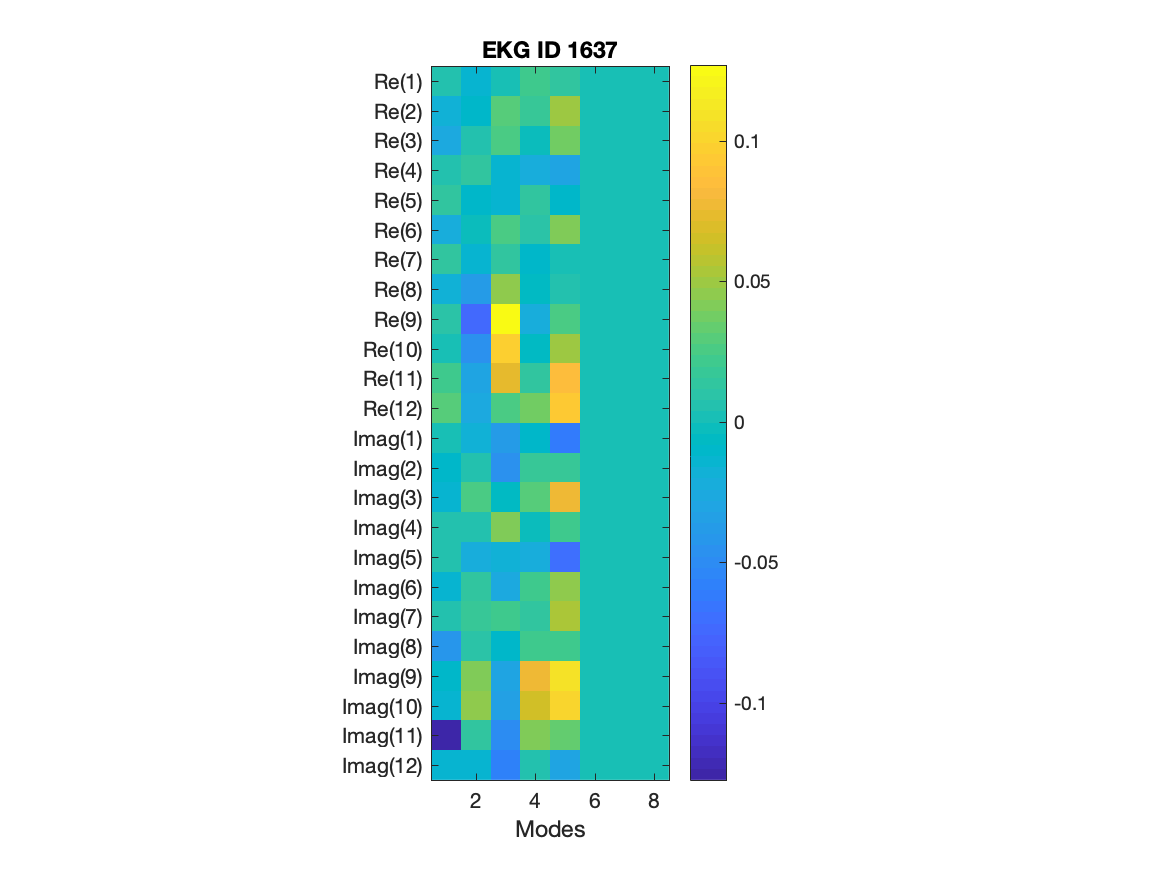 EKG ID 1637
Re(1)
Re(2)
Re(3)
Re(4)
Re(5)
Re(6)
Re(7)
Re(8)
Re(9)
Re(10)
Re(11)
Re(12)
Imag(1)
Imag(2)
Imag(3)
Imag(4)
Imag(5)
Imag(6)
Imag(7)
Imag(8)
Imag(9)
Imag(10)
Imag(11)
Imag(12)
2 4 6 8
Modes
0.1
0.05
0
-0.05
-0.1